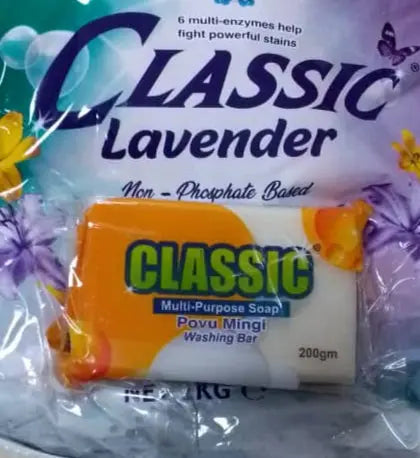 6 multi-enzymes help
fight powerful stains
CLASSIC®
Lavender
Non - Phosphate Based
CLASSIC®
Multi-Purpose Soap
Povu Mingi
Washing Bar
200gm
KG